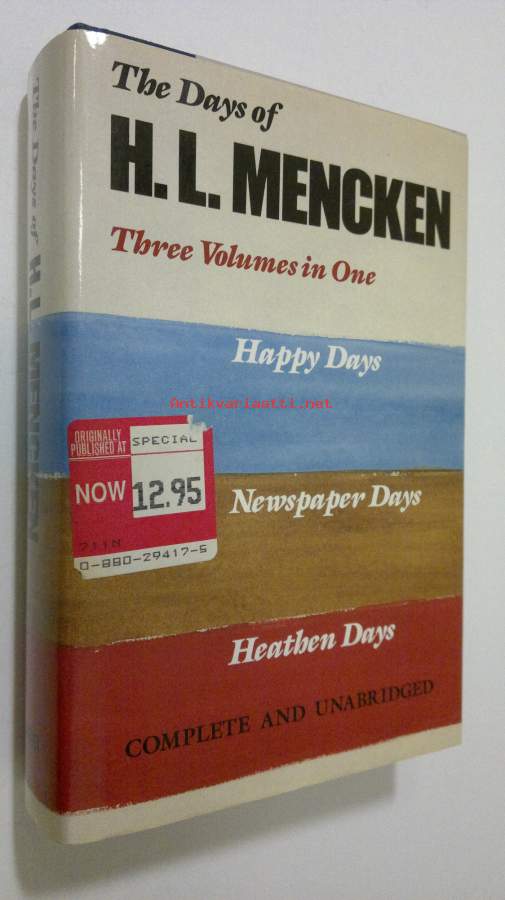 The Days of
H. L. MENCKEN
Three Volumes in One
Happy Days
Antikvariaatti.net
ORIGINALLY
PUBLISHED AT
SPECIAL
NOW 12.95
711N
0-880-29417-5
Newspaper Days
Heathen Days
COMPLETE AND UNABRIDGED
The Days of H. L. MENCKEN